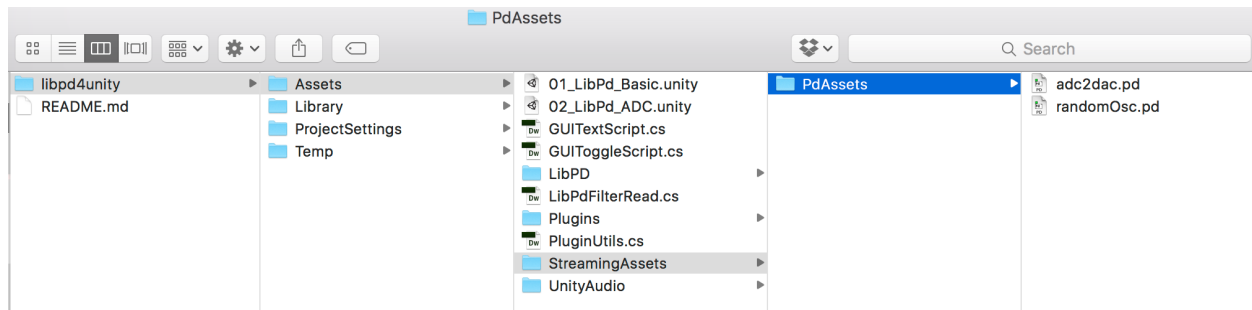 PdAssets
Search
libpd4unity
README.md
Assets
Library
ProjectSettings
Temp
01_LibPd_Basic.unity
02_LibPd_ADC.unity
GUITextScript.cs
GUIToggleScript.cs
LibPD
LibPdFilterRead.cs
Plugins
PluginUtils.cs
StreamingAssets
UnityAudio
PdAssets
adc2dac.pd
randomOsc.pd